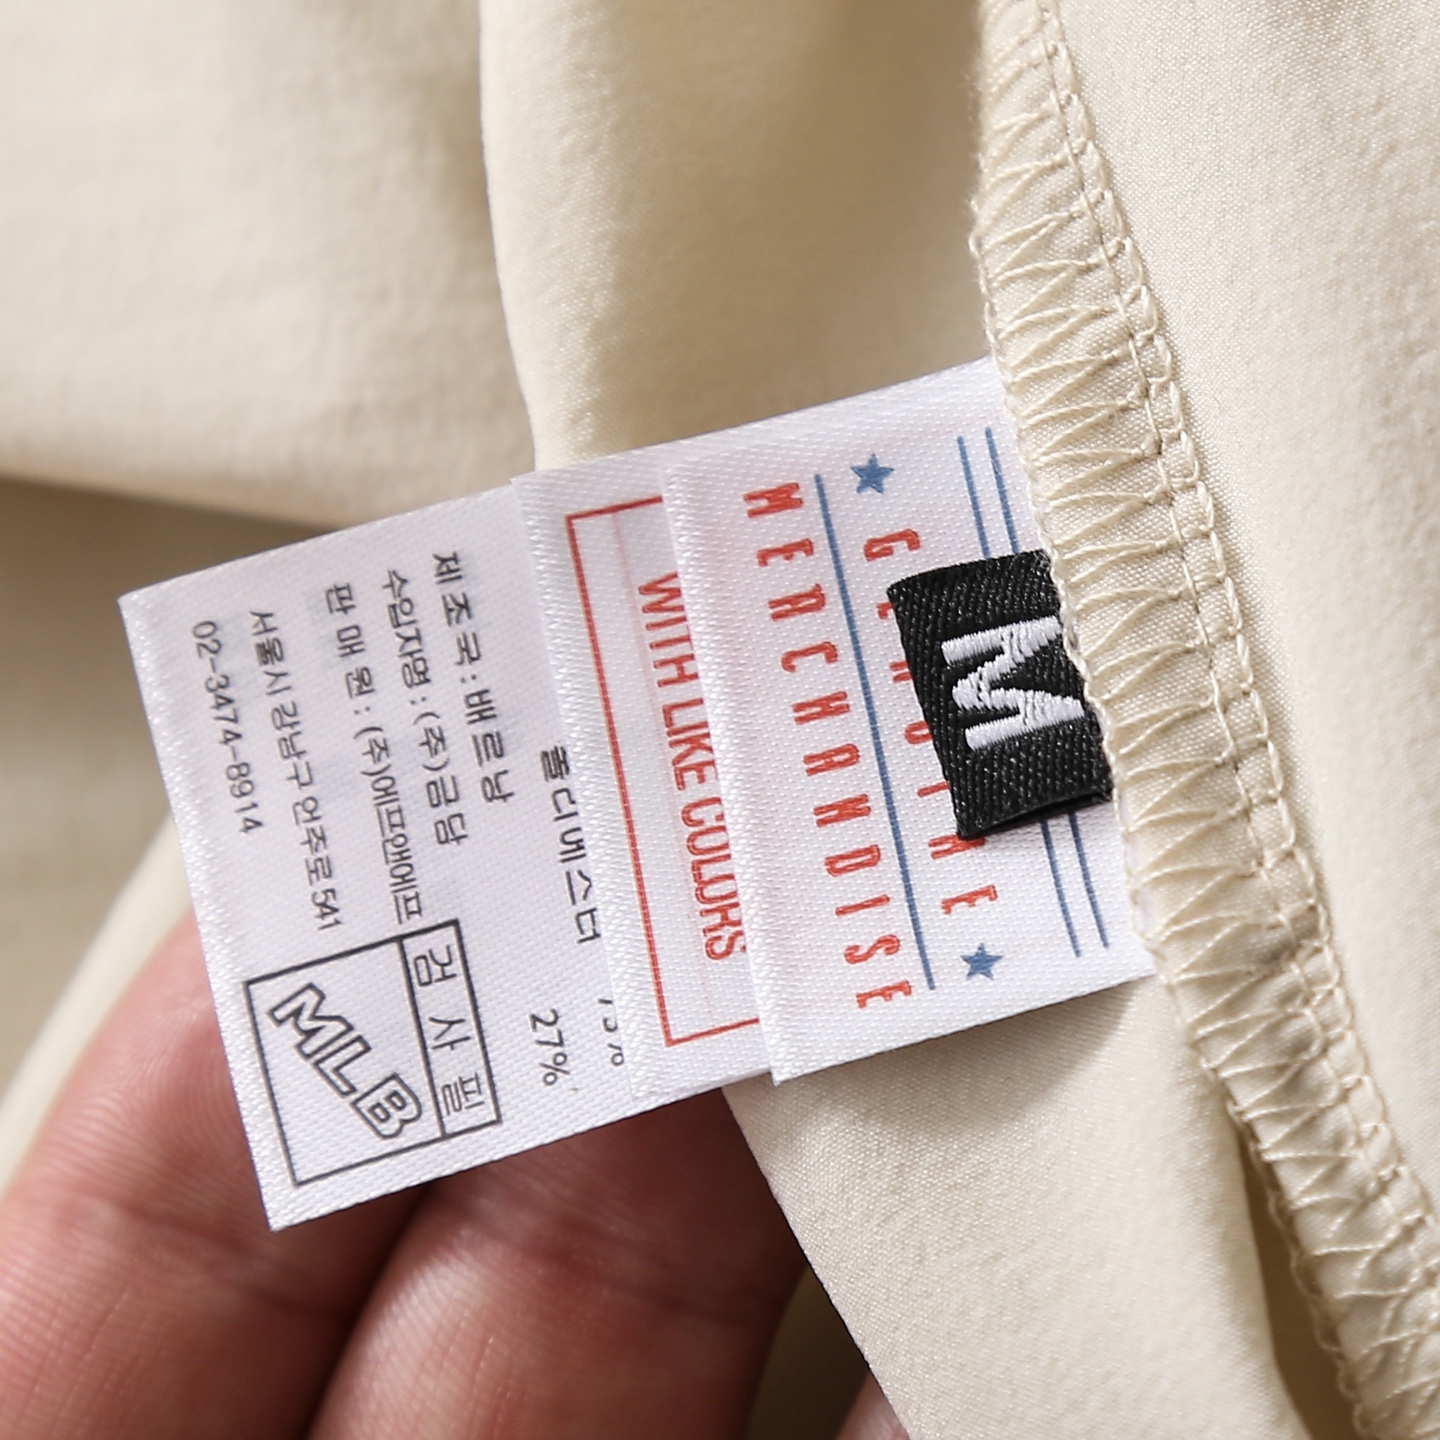 ★ GENUINE ★
MERCHANDISE
M
WITH LIKE COLORS
27%
폴리에스터
제 조 국 : 베트남
수입자명 : (주)금담
판 매 원 : (주)에프앤에프
서울시 강남구 언주로 541
02-3474-8914
검 사 필
MLB